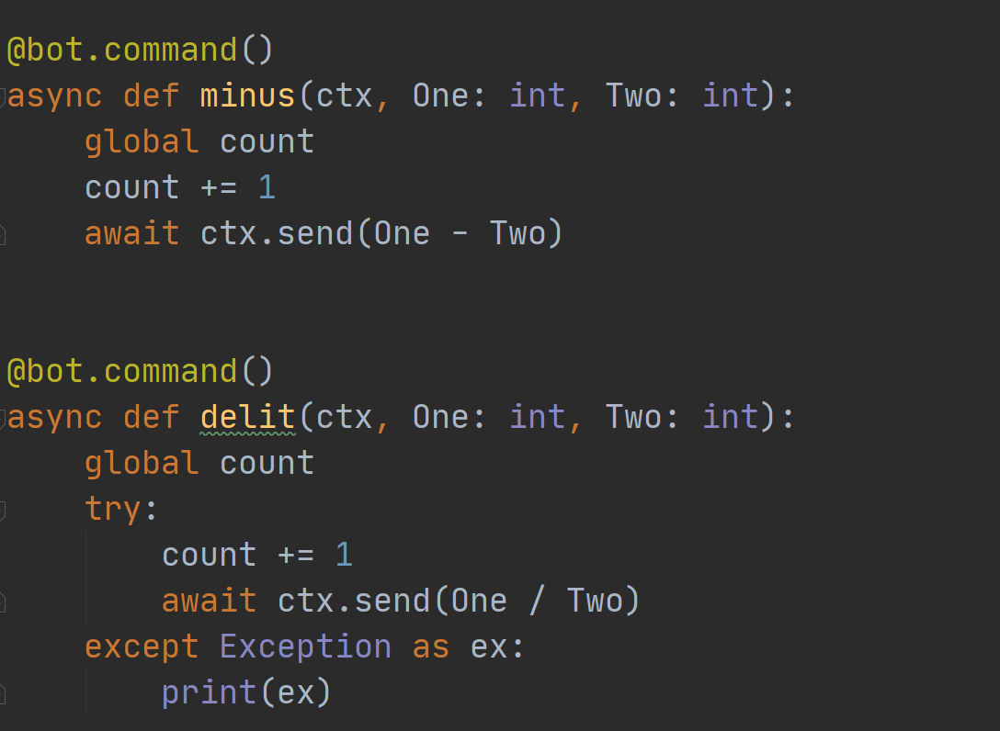 @bot.command()
async def minus(ctx, One: int, Two: int):
    global count
    count += 1
    await ctx.send(One - Two)
@bot.command()
async def delit(ctx, One: int, Two: int):
    global count
    try:
        count += 1
        await ctx.send(One / Two)
    except Exception as ex:
        print(ex)